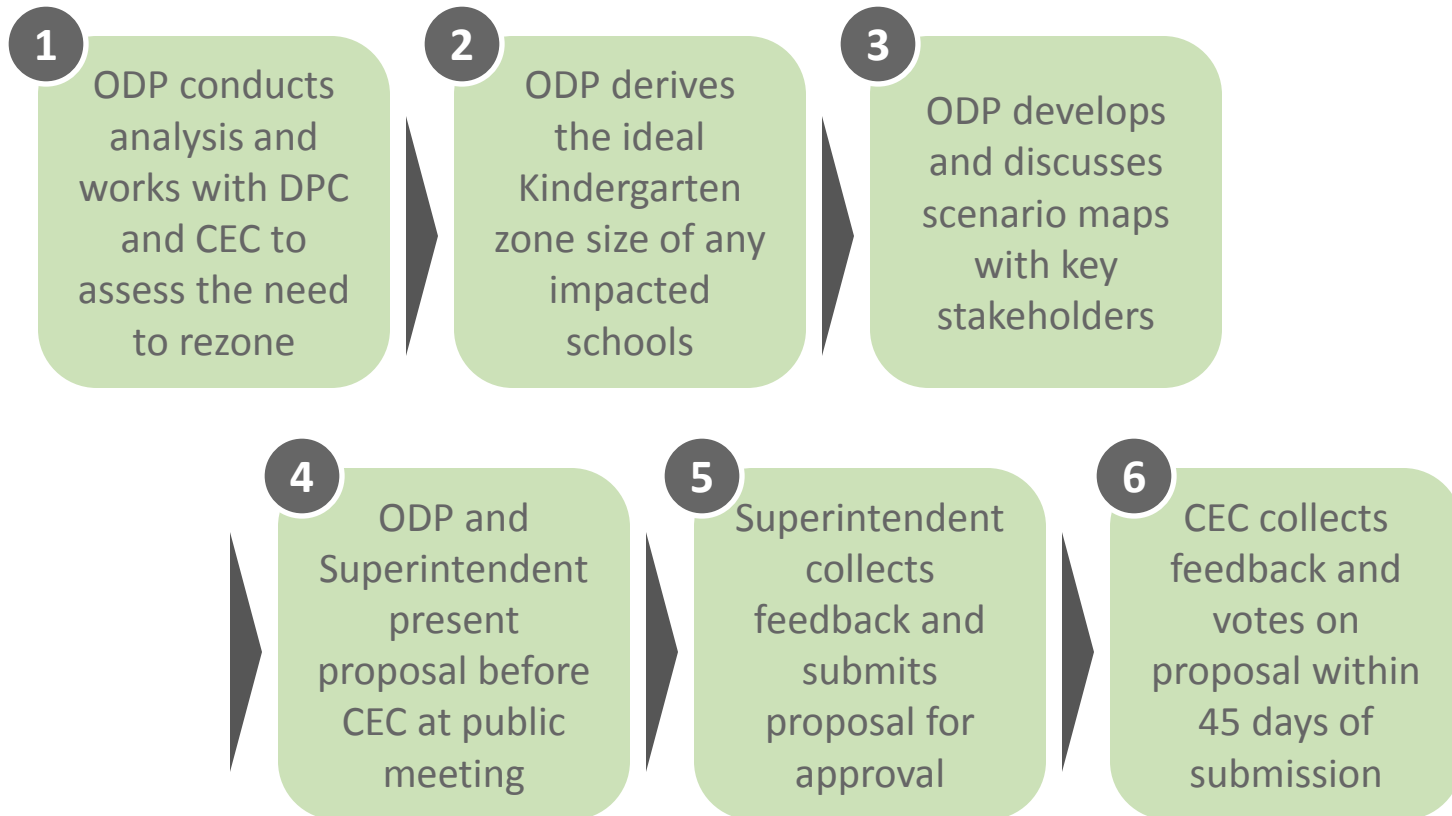 1
ODP conducts
analysis and
works with DPC
and CEC to
assess the need
to rezone
2
ODP derives
the ideal
Kindergarten
zone size of any
impacted
schools
3
ODP develops
and discusses
scenario maps
with key
stakeholders
4
ODP and
Superintendent
present
proposal before
CEC at public
meeting
5
Superintendent
collects
feedback and
submits
proposal for
approval
6
CEC collects
feedback and
votes on
proposal within
45 days of
submission